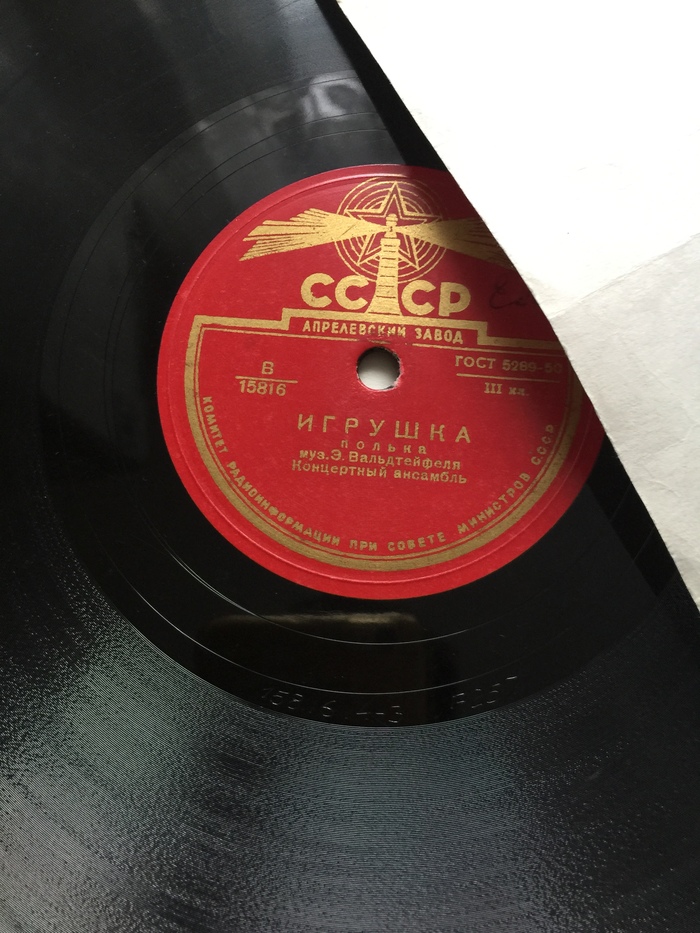 СССР
АПРЕЛЕВСКИЙ ЗАВОД
В
15816
ГОСТ 5289-50
III кл.
ИГРУШКА
полька
муз.Э.Вальдтейфеля
Концертный ансамбль
КОМИТЕТ РАДИОИНФОРМАЦИИ ПРИ СОВЕТЕ МИНИСТРОВ СССР